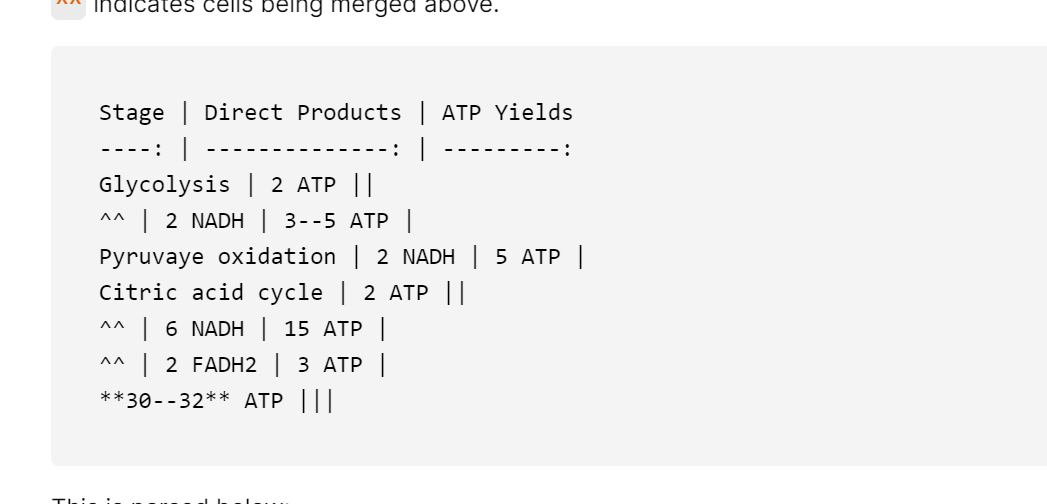 ^^ indicates cells being merged above.
Stage | Direct Products | ATP Yields
----: | --------------: | ---------:
Glycolysis | 2 ATP ||
^^ | 2 NADH | 3--5 ATP |
Pyruvaye oxidation | 2 NADH | 5 ATP |
Citric acid cycle | 2 ATP ||
^^ | 6 NADH | 15 ATP |
^^ | 2 FADH2 | 3 ATP |
**30--32** ATP |||
This is parsed below: